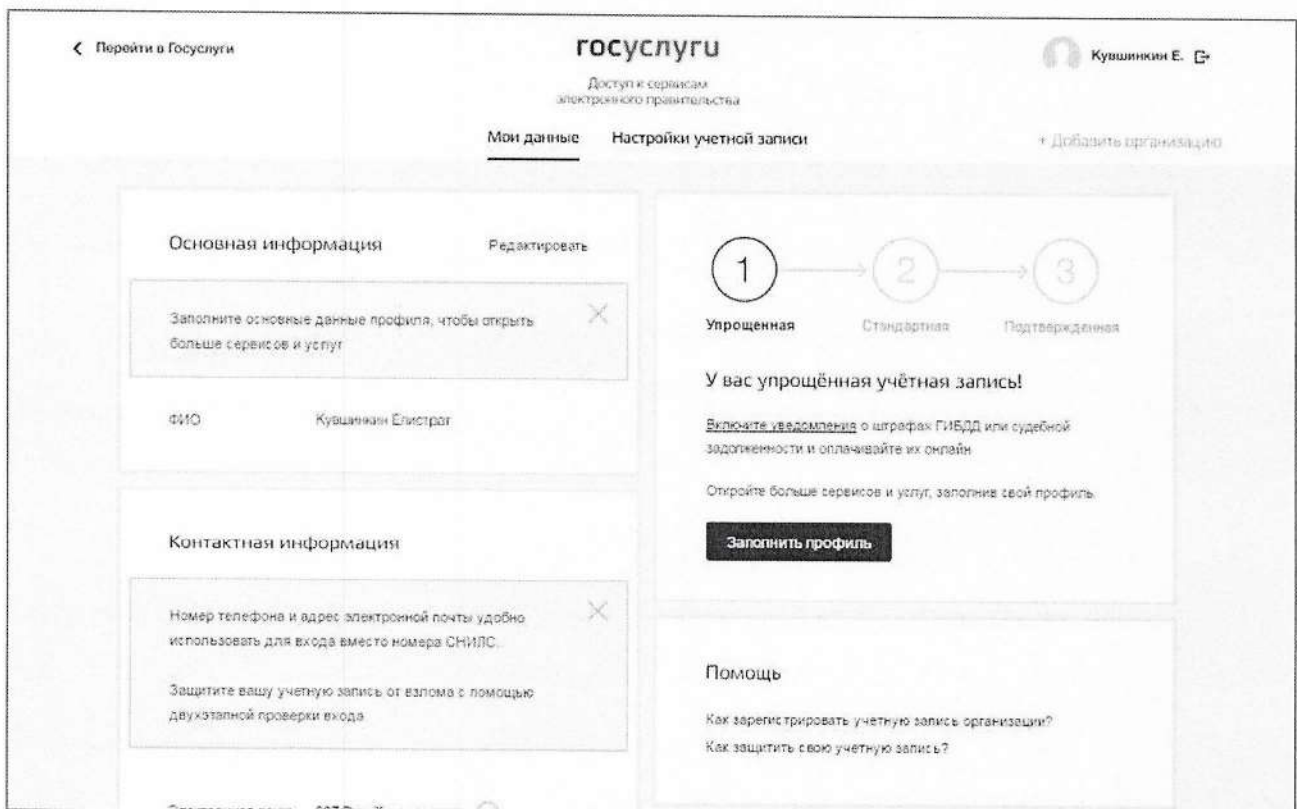 Перейти в Госуслуги
госуслуги
Кувшинкин Е.
Доступ к сервисам
электронного правительства
Мои данные Настройки учетной записи
+ Добавить организацию
Основная информация Редактировать
Заполните основные данные профиля, чтобы открыть
больше сервисов и услуг
ФИО Кувшинкин Елистрат
Контактная информация
Номер телефона и адрес электронной почты удобно
использовать для входа вместо номера СНИЛС.
Защитите вашу учетную запись от взлома с помощью
двухэтапной проверки входа
1 2 3
Упрощенная Стандартная Подтвержденная
У вас упрощённая учётная запись!
Включите уведомления о штрафах ГИБДД или судебной
задолженности и оплачивайте их онлайн
Откройте больше сервисов и услуг, заполнив свой профиль.
Заполнить профиль
Помощь
Как зарегистрировать учетную запись организации?
Как защитить свою учетную запись?